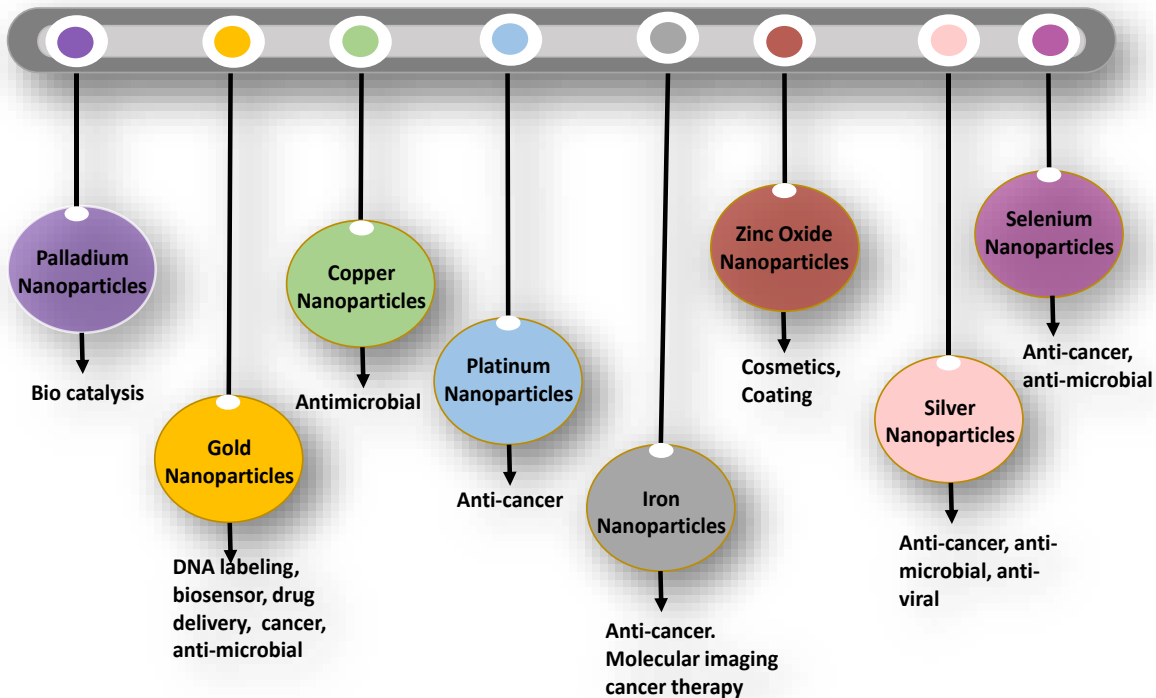 Palladium
Nanoparticles
Bio catalysis
Gold
Nanoparticles
DNA labeling,
biosensor, drug
delivery, cancer,
anti-microbial
Copper
Nanoparticles
Antimicrobial
Platinum
Nanoparticles
Anti-cancer
Iron
Nanoparticles
Anti-cancer.
Molecular imaging
cancer therapy
Zinc Oxide
Nanoparticles
Cosmetics,
Coating
Silver
Nanoparticles
Anti-cancer, anti-
microbial, anti-
viral
Selenium
Nanoparticles
Anti-cancer,
anti-microbial